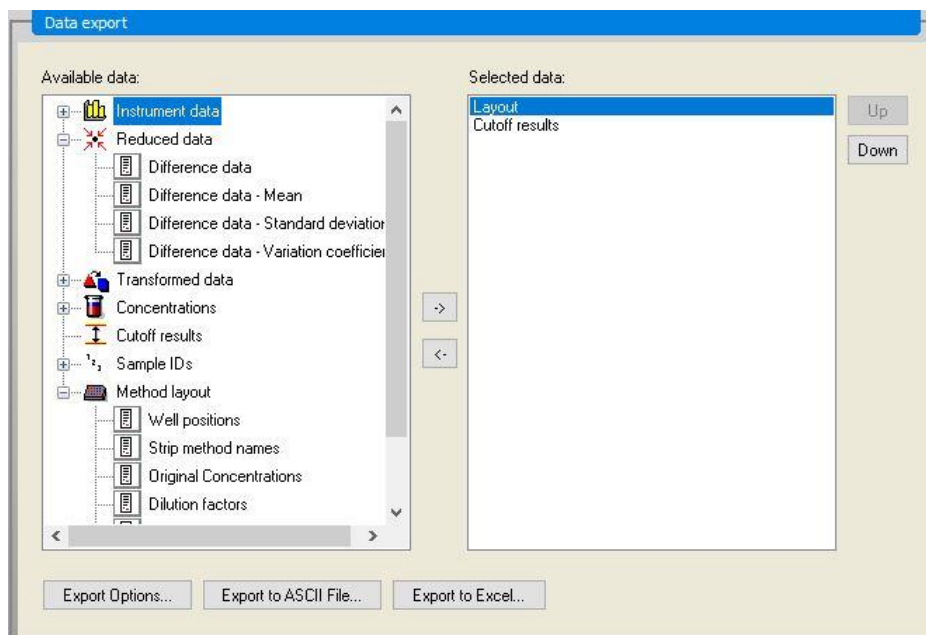 Data export
Available data:
Instrument data
Reduced data
Difference data
Difference data - Mean
Difference data - Standard deviation
Difference data - Variation coefficien
Transformed data
Concentrations
Cutoff results
Sample IDs
Method layout
Well positions
Strip method names
Original Concentrations
Dilution factors
Selected data:
Layout
Cutoff results
Up
Down
->
<-
Export Options...
Export to ASCII File...
Export to Excel...